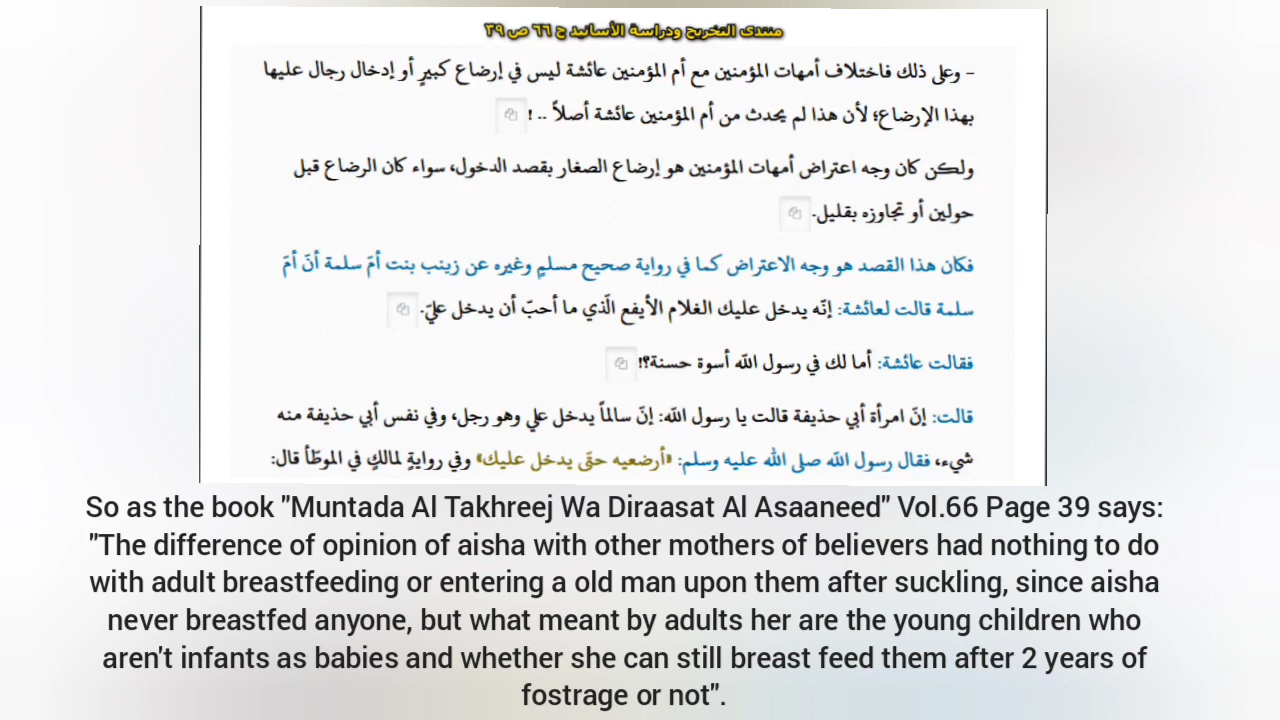 منتدى التخريج ودراسة الأسانيد ج ٦٦ ص ٣٩
- وعلى ذلك فاختلاف أمهات المؤمنين مع أم المؤمنين عائشة ليس في إرضاع كبيرٍ أو إدخال رجال عليها
بهذا الإرضاع؛ لأن هذا لم يحدث من أم المؤمنين عائشة أصلاً .. !
ولكن كان وجه اعتراض أمهات المؤمنين هو إرضاع الصغار بقصد الدخول، سواء كان الرضاع قبل
حولين أو تجاوزه بقليل.
فكان هذا القصد هو وجه الاعتراض كما في رواية صحيح مسلمٍ وغيره عن زينب بنت أمّ سلمة أنّ أمّ
سلمة قالت لعائشة: إنّه يدخل عليك الغلام الأيفع الّذي ما أحبّ أن يدخل عليّ.
فقالت عائشة: أما لك في رسول الله أسوة حسنة؟!
قالت: إنّ امرأة أبي حذيفة قالت يا رسول الله: إنّ سالماً يدخل علي وهو رجل، وفي نفس أبي حذيفة منه
شيء، فقال رسول الله صلى الله عليه وسلم: «أرضعيه حتّى يدخل عليك» وفي روايةٍ لمالكٍ في الموطّأ قال:
So as the book "Muntada Al Takhreej Wa Diraasat Al Asaaneed" Vol.66 Page 39 says:
"The difference of opinion of aisha with other mothers of believers had nothing to do
with adult breastfeeding or entering a old man upon them after suckling, since aisha
never breastfed anyone, but what meant by adults her are the young children who
aren't infants as babies and whether she can still breast feed them after 2 years of
fostrage or not".